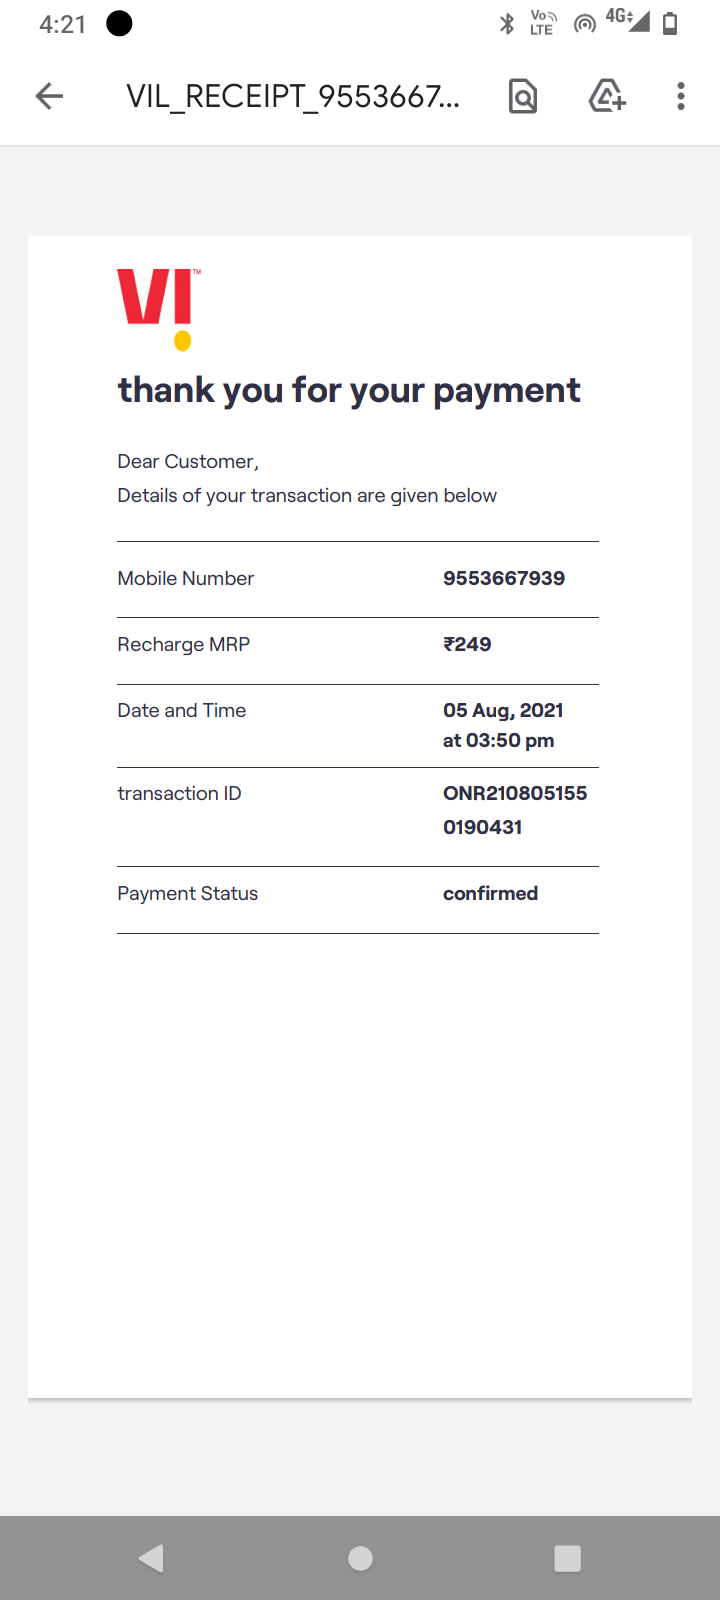 4:21
Vo
LTE
4G
VIL_RECEIPT_9553667...
VI™
thank you for your payment
Dear Customer,
Details of your transaction are given below
Mobile Number 9553667939
Recharge MRP ₹249
Date and Time 05 Aug, 2021
at 03:50 pm
transaction ID ONR210805155
0190431
Payment Status confirmed